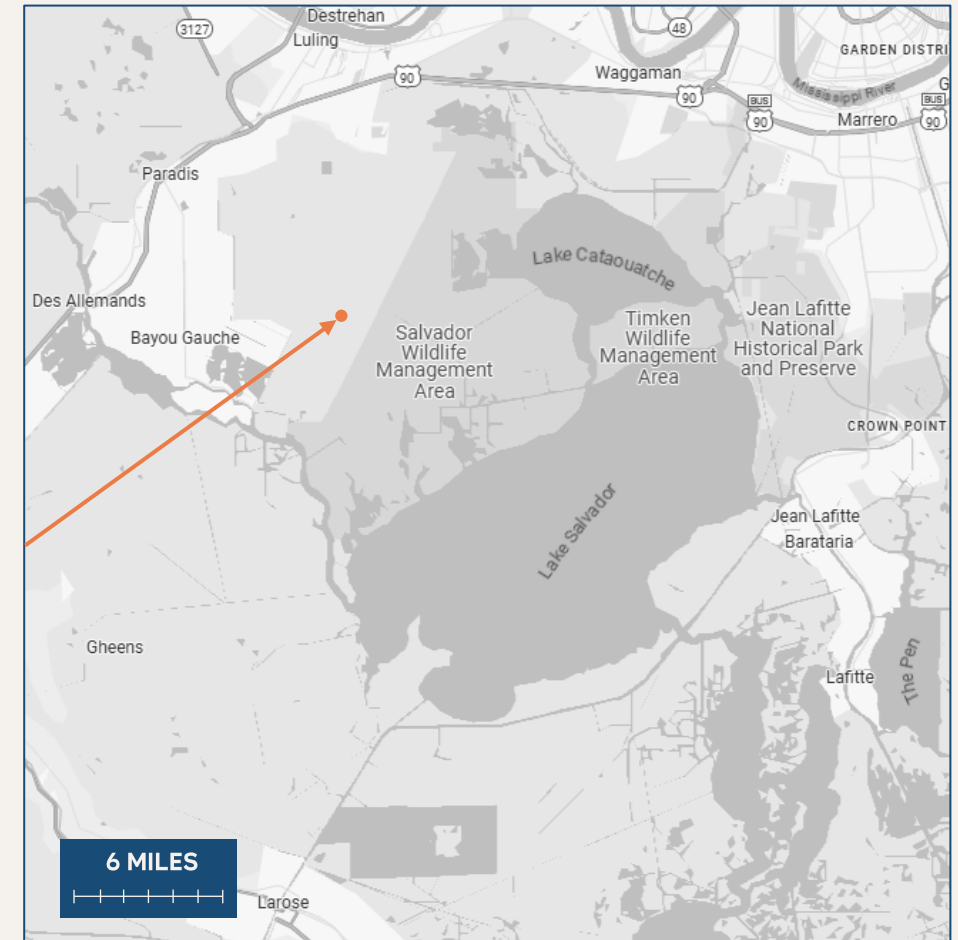 Destrehan
3127
Luling
48
GARDEN DISTRI
90
Waggaman
90
Mississippi River
G
BUS
90
BUS
90
Marrero
Paradis
Lake Cataouatche
Des Allemands
Bayou Gauche
Salvador
Wildlife
Management
Area
Timken
Wildlife
Management
Area
Jean Lafitte
National
Historical Park
and Preserve
CROWN POINT
Lake Salvador
Jean Lafitte
Barataria
Gheens
The Pen
Lafitte
6 MILES
Larose